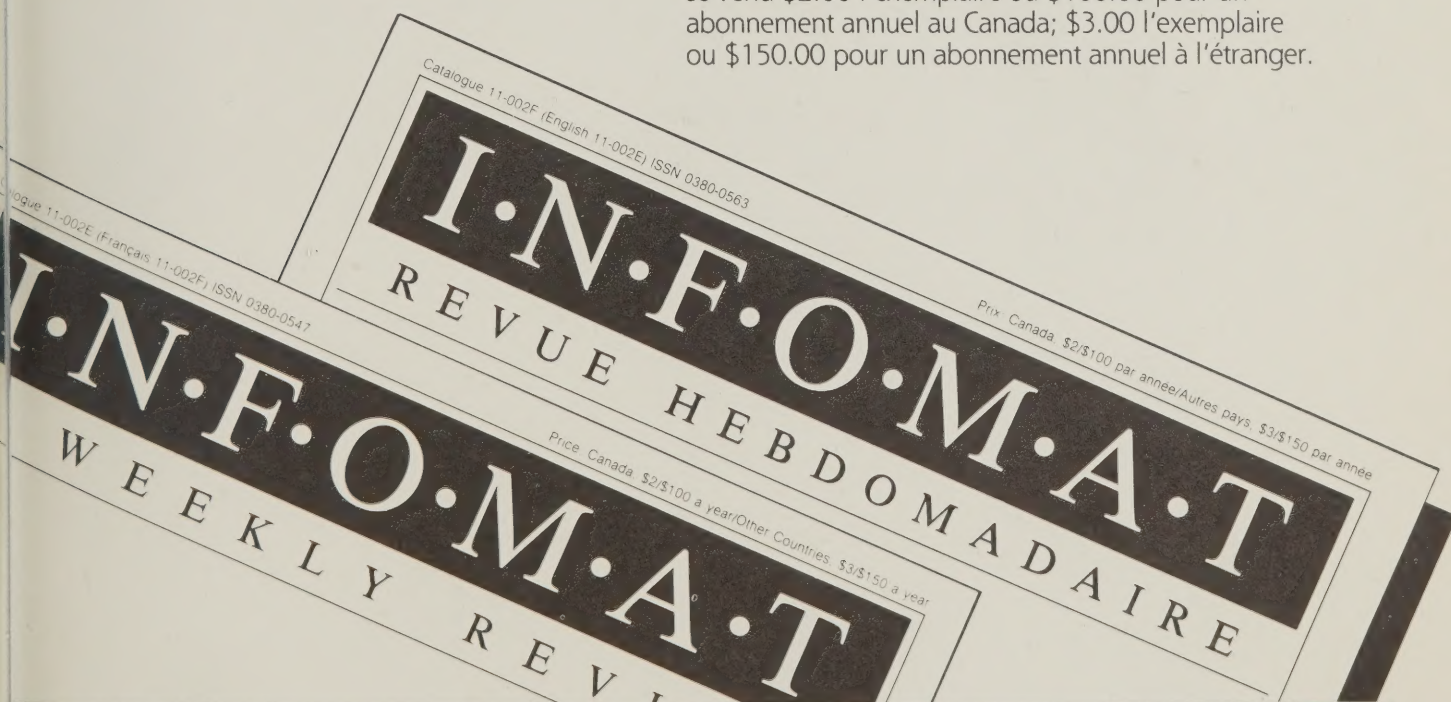 abonnement annuel au Canada; $3.00 l'exemplaire
ou $150.00 pour un abonnement annuel à l'étranger.
Catalogue 11-002F (English 11-002E) ISSN 0380-0563
I•N•F•O•M•A•T
REVUE HEBDOMADAIRE
Prix: Canada, $2/$100 par année/Autres pays, $3/$150 par année
alogue 11-002E (Français 11-002F) ISSN 0380-0547
I•N•F•O•M•A•T
WEEKLY REVI
Price: Canada, $2/$100 a year/Other Countries, $3/$150 a year